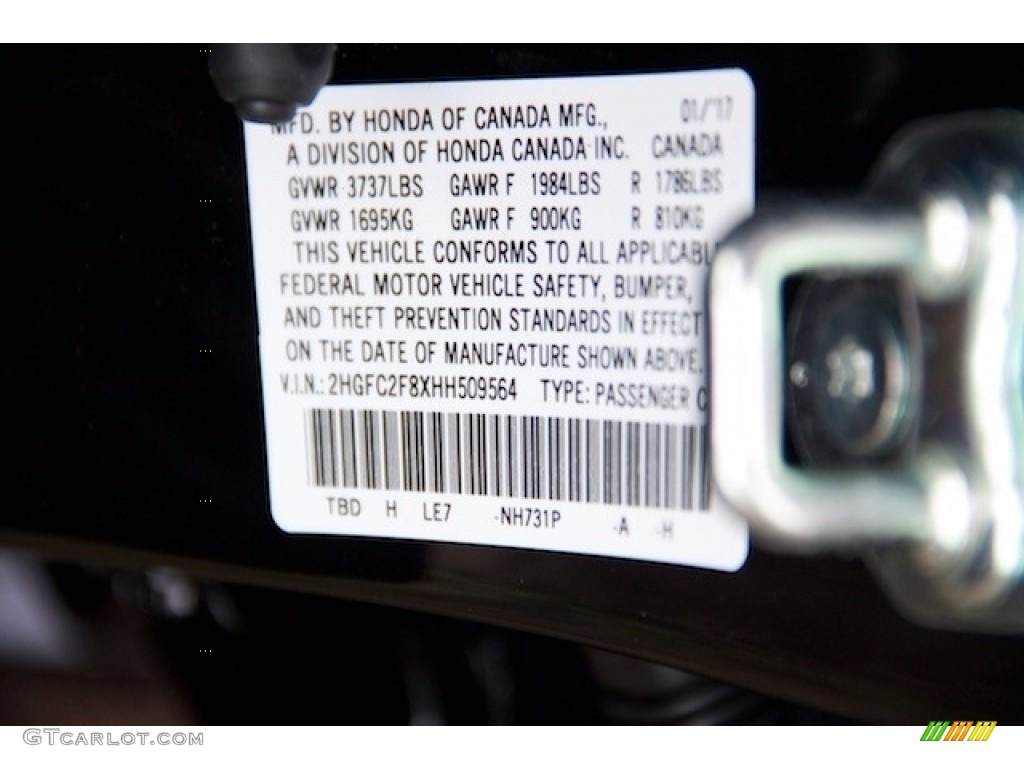 MFD. BY HONDA OF CANADA MFG., 01/'17
A DIVISION OF HONDA CANADA INC. CANADA
GVWR 3737LBS GAWR F 1984LBS R 1786LBS
GVWR 1695KG GAWR F 900KG R 810KG
THIS VEHICLE CONFORMS TO ALL APPLICABL
FEDERAL MOTOR VEHICLE SAFETY, BUMPER,
AND THEFT PREVENTION STANDARDS IN EFFECT
ON THE DATE OF MANUFACTURE SHOWN ABOVE.
V.I.N.: 2HGFC2F8XHH509564 TYPE: PASSENGER C
TBD H LE7 -NH731P -A -H
GTCARLOT.COM